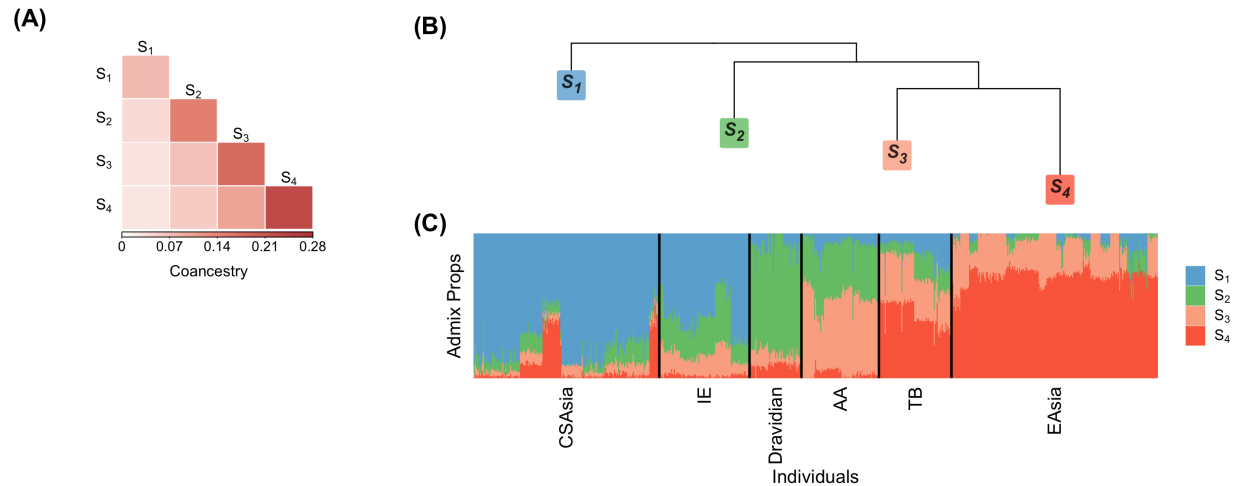 (A)
S1
S1
S2
S2
S3
S3
S4
S4
0 0.07 0.14 0.21 0.28
Coancestry
(B)
S1
S2
S3
S4
(C)
Admix Props
CSAsia
IE
Dravidian
AA
TB
EAsia
Individuals
S1
S2
S3
S4